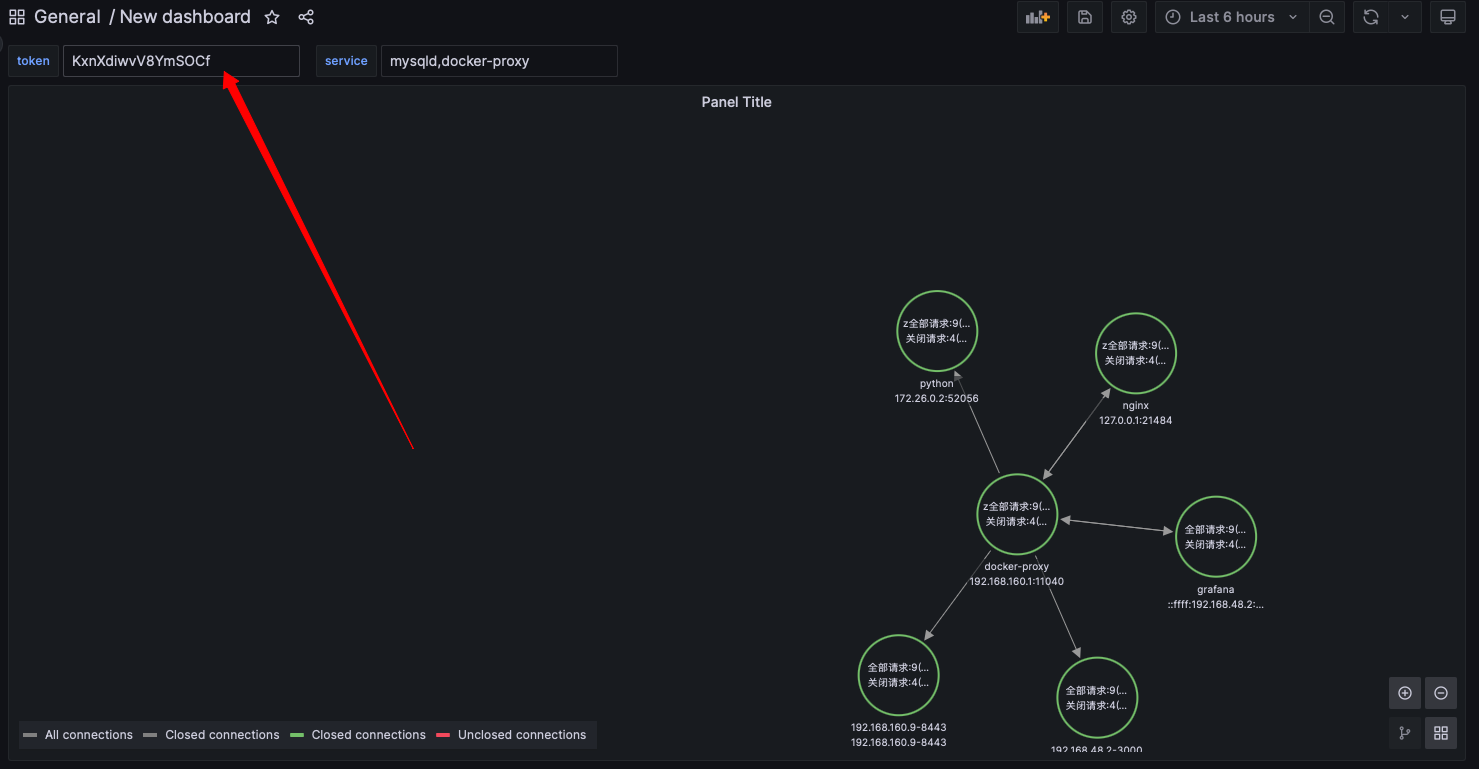 General / New dashboard
Last 6 hours
token
KxnXdiwvV8YmSOCf
service
mysqld,docker-proxy
Panel Title
z全部请求:9(...
关闭请求:4(...
python
172.26.0.2:52056
z全部请求:9(...
关闭请求:4(...
nginx
127.0.0.1:21484
z全部请求:9(...
关闭请求:4(...
docker-proxy
192.168.160.1:11040
全部请求:9(...
关闭请求:4(...
grafana
::ffff:192.168.48.2:...
全部请求:9(...
关闭请求:4(...
192.168.160.9-8443
192.168.160.9-8443
全部请求:9(...
关闭请求:4(...
192.168.48.2-3000
All connections
Closed connections
Closed connections
Unclosed connections